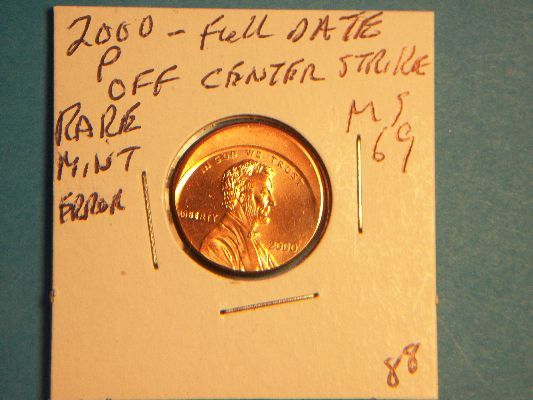 2000 - Full DATE
P
OFF CENTER STRIKE
RARE
MINT
ERROR
MS
69
IN GOD WE TRUST
LIBERTY
2000
88